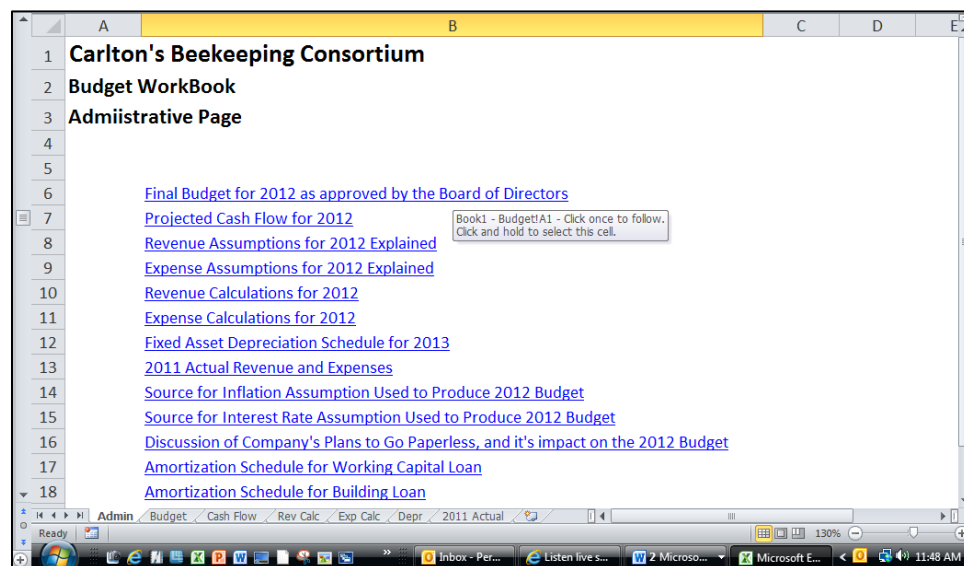 A B C D E
1 Carlton's Beekeeping Consortium
2 Budget WorkBook
3 Admiistrative Page
4
5
6 Final Budget for 2012 as approved by the Board of Directors
7 Projected Cash Flow for 2012
Book1 - Budget!A1 - Click once to follow.
Click and hold to select this cell.
8 Revenue Assumptions for 2012 Explained
9 Expense Assumptions for 2012 Explained
10 Revenue Calculations for 2012
11 Expense Calculations for 2012
12 Fixed Asset Depreciation Schedule for 2013
13 2011 Actual Revenue and Expenses
14 Source for Inflation Assumption Used to Produce 2012 Budget
15 Source for Interest Rate Assumption Used to Produce 2012 Budget
16 Discussion of Company's Plans to Go Paperless, and it's impact on the 2012 Budget
17 Amortization Schedule for Working Capital Loan
18 Amortization Schedule for Building Loan
Admin Budget Cash Flow Rev Calc Exp Calc Depr 2011 Actual
Ready 130%
Inbox - Per... Listen live s... 2 Microso... Microsoft E... 11:48 AM